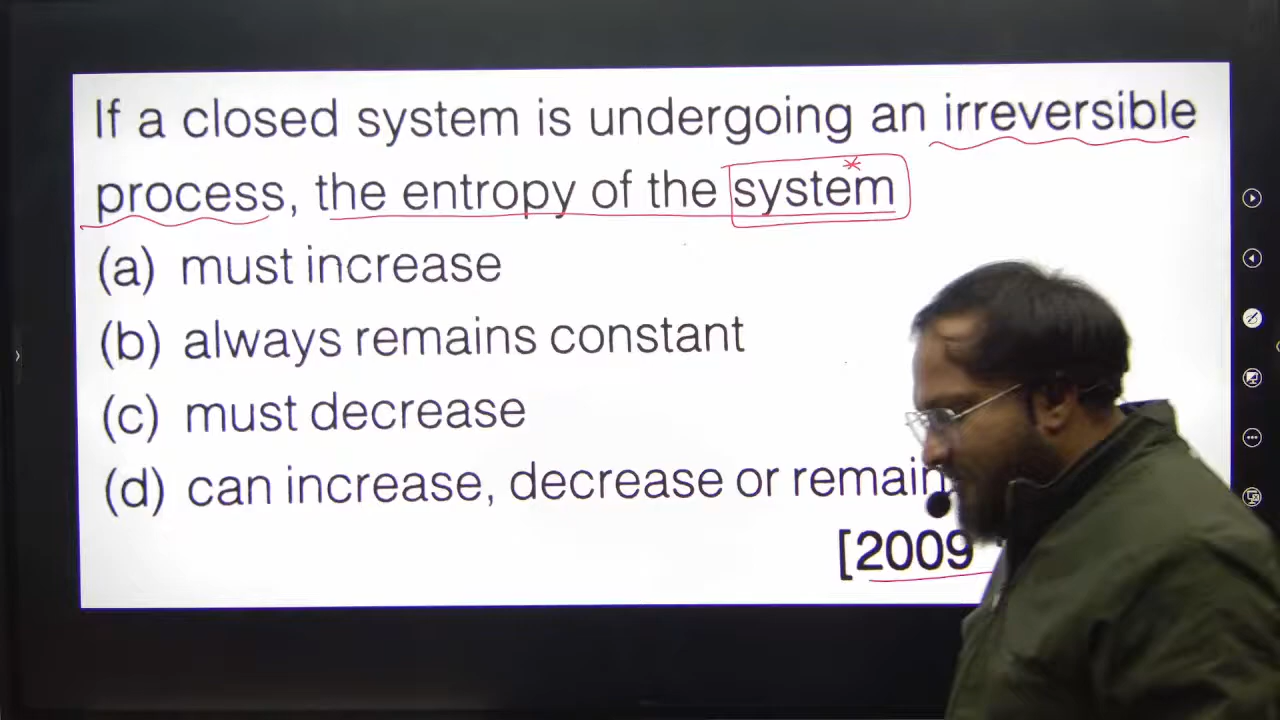 If a closed system is undergoing an irreversible
process, the entropy of the system
(a) must increase
(b) always remains constant
(c) must decrease
(d) can increase, decrease or remain
[2009